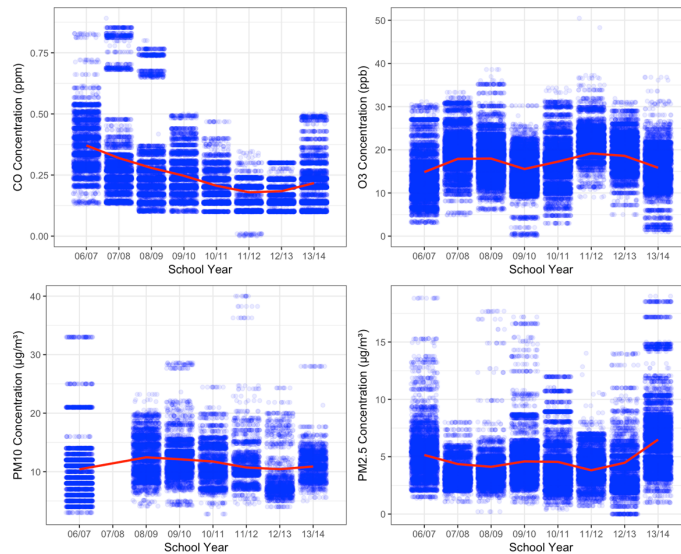 CO Concentration (ppm)
0.75
0.50
0.25
0.00
06/07 07/08 08/09 09/10 10/11 11/12 12/13 13/14
School Year
O3 Concentration (ppb)
50
40
30
20
10
0
06/07 07/08 08/09 09/10 10/11 11/12 12/13 13/14
School Year
PM10 Concentration (µg/m³)
40
30
20
10
06/07 07/08 08/09 09/10 10/11 11/12 12/13 13/14
School Year
PM2.5 Concentration (µg/m³)
15
10
5
0
06/07 07/08 08/09 09/10 10/11 11/12 12/13 13/14
School Year